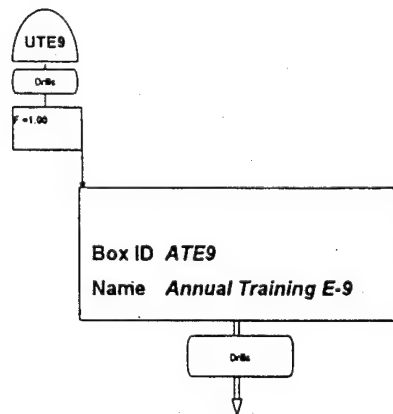 UTE9
Drills
F =1.00
Box ID ATE9
Name Annual Training E-9
Drills